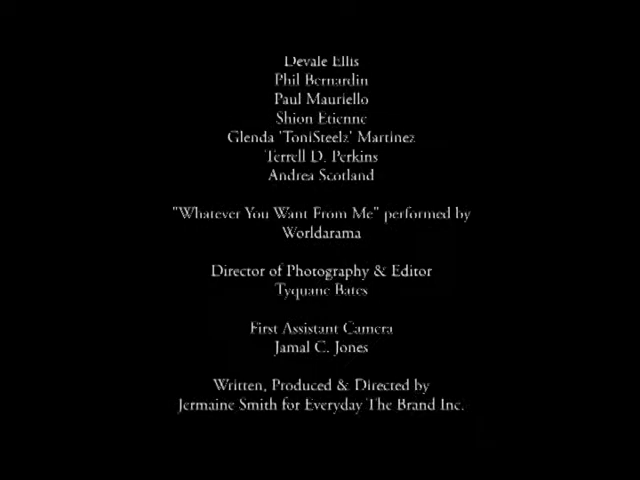 Devale Ellis
Phil Bernardin
Paul Mauriello
Shion Etienne
Glenda 'ToniSteelz' Martinez
Terrell D. Perkins
Andrea Scotland
"Whatever You Want From Me" performed by
Worldarama
Director of Photography & Editor
Tyquane Bates
First Assistant Camera
Jamal C. Jones
Written, Produced & Directed by
Jermaine Smith for Everyday The Brand Inc.